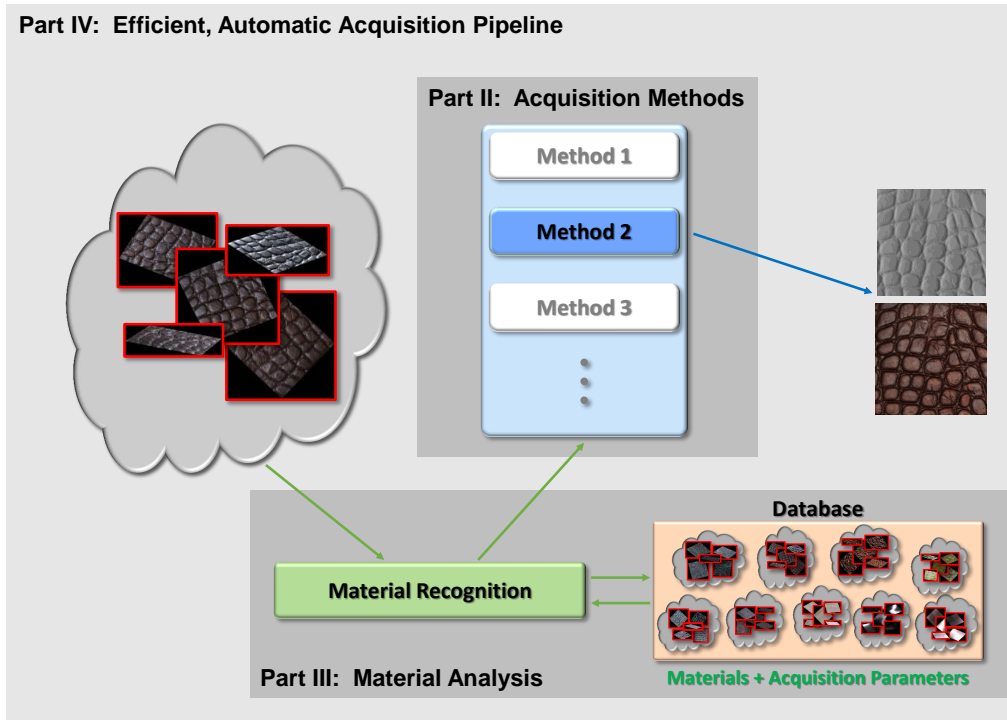 Part IV:  Efficient, Automatic Acquisition Pipeline
Part II:  Acquisition Methods
Method 1
Method 2
Method 3
Database
Material Recognition
Part III:  Material Analysis
Materials + Acquisition Parameters